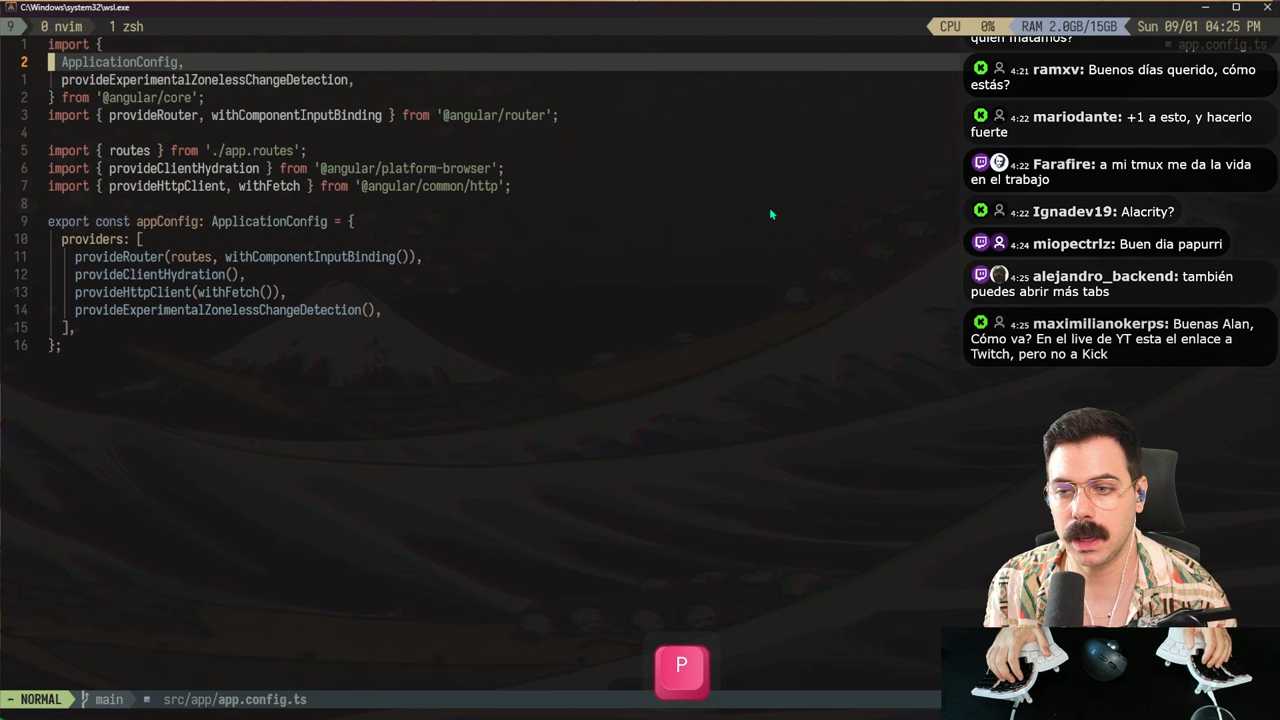 C:\Windows\system32\wsl.exe
9 0 nvim 1 zsh CPU 0% RAM 2.0GB/15GB Sun 09/01 04:25 PM
1 import {
2 ApplicationConfig,
1 provideExperimentalZonelessChangeDetection,
2 } from '@angular/core';
3 import { provideRouter, withComponentInputBinding } from '@angular/router';
4
5 import { routes } from './app.routes';
6 import { provideClientHydration } from '@angular/platform-browser';
7 import { provideHttpClient, withFetch } from '@angular/common/http';
8
9 export const appConfig: ApplicationConfig = {
10 providers: [
11 provideRouter(routes, withComponentInputBinding()),
12 provideClientHydration(),
13 provideHttpClient(withFetch()),
14 provideExperimentalZonelessChangeDetection(),
15 ],
16 };
quien matamos?
app.config.ts
4:21 ramxv: Buenos días querido, cómo
estás?
4:22 mariodante: +1 a esto, y hacerlo
fuerte
4:22 Farafire: a mi tmux me da la vida
en el trabajo
4:22 Ignadev19: Alacrity?
4:24 miopectrlz: Buen dia papurri
4:25 alejandro_backend: también
puedes abrir más tabs
4:25 maximilianokerps: Buenas Alan,
Cómo va? En el live de YT esta el enlace a
Twitch, pero no a Kick
P
~ NORMAL main src/app/app.config.ts